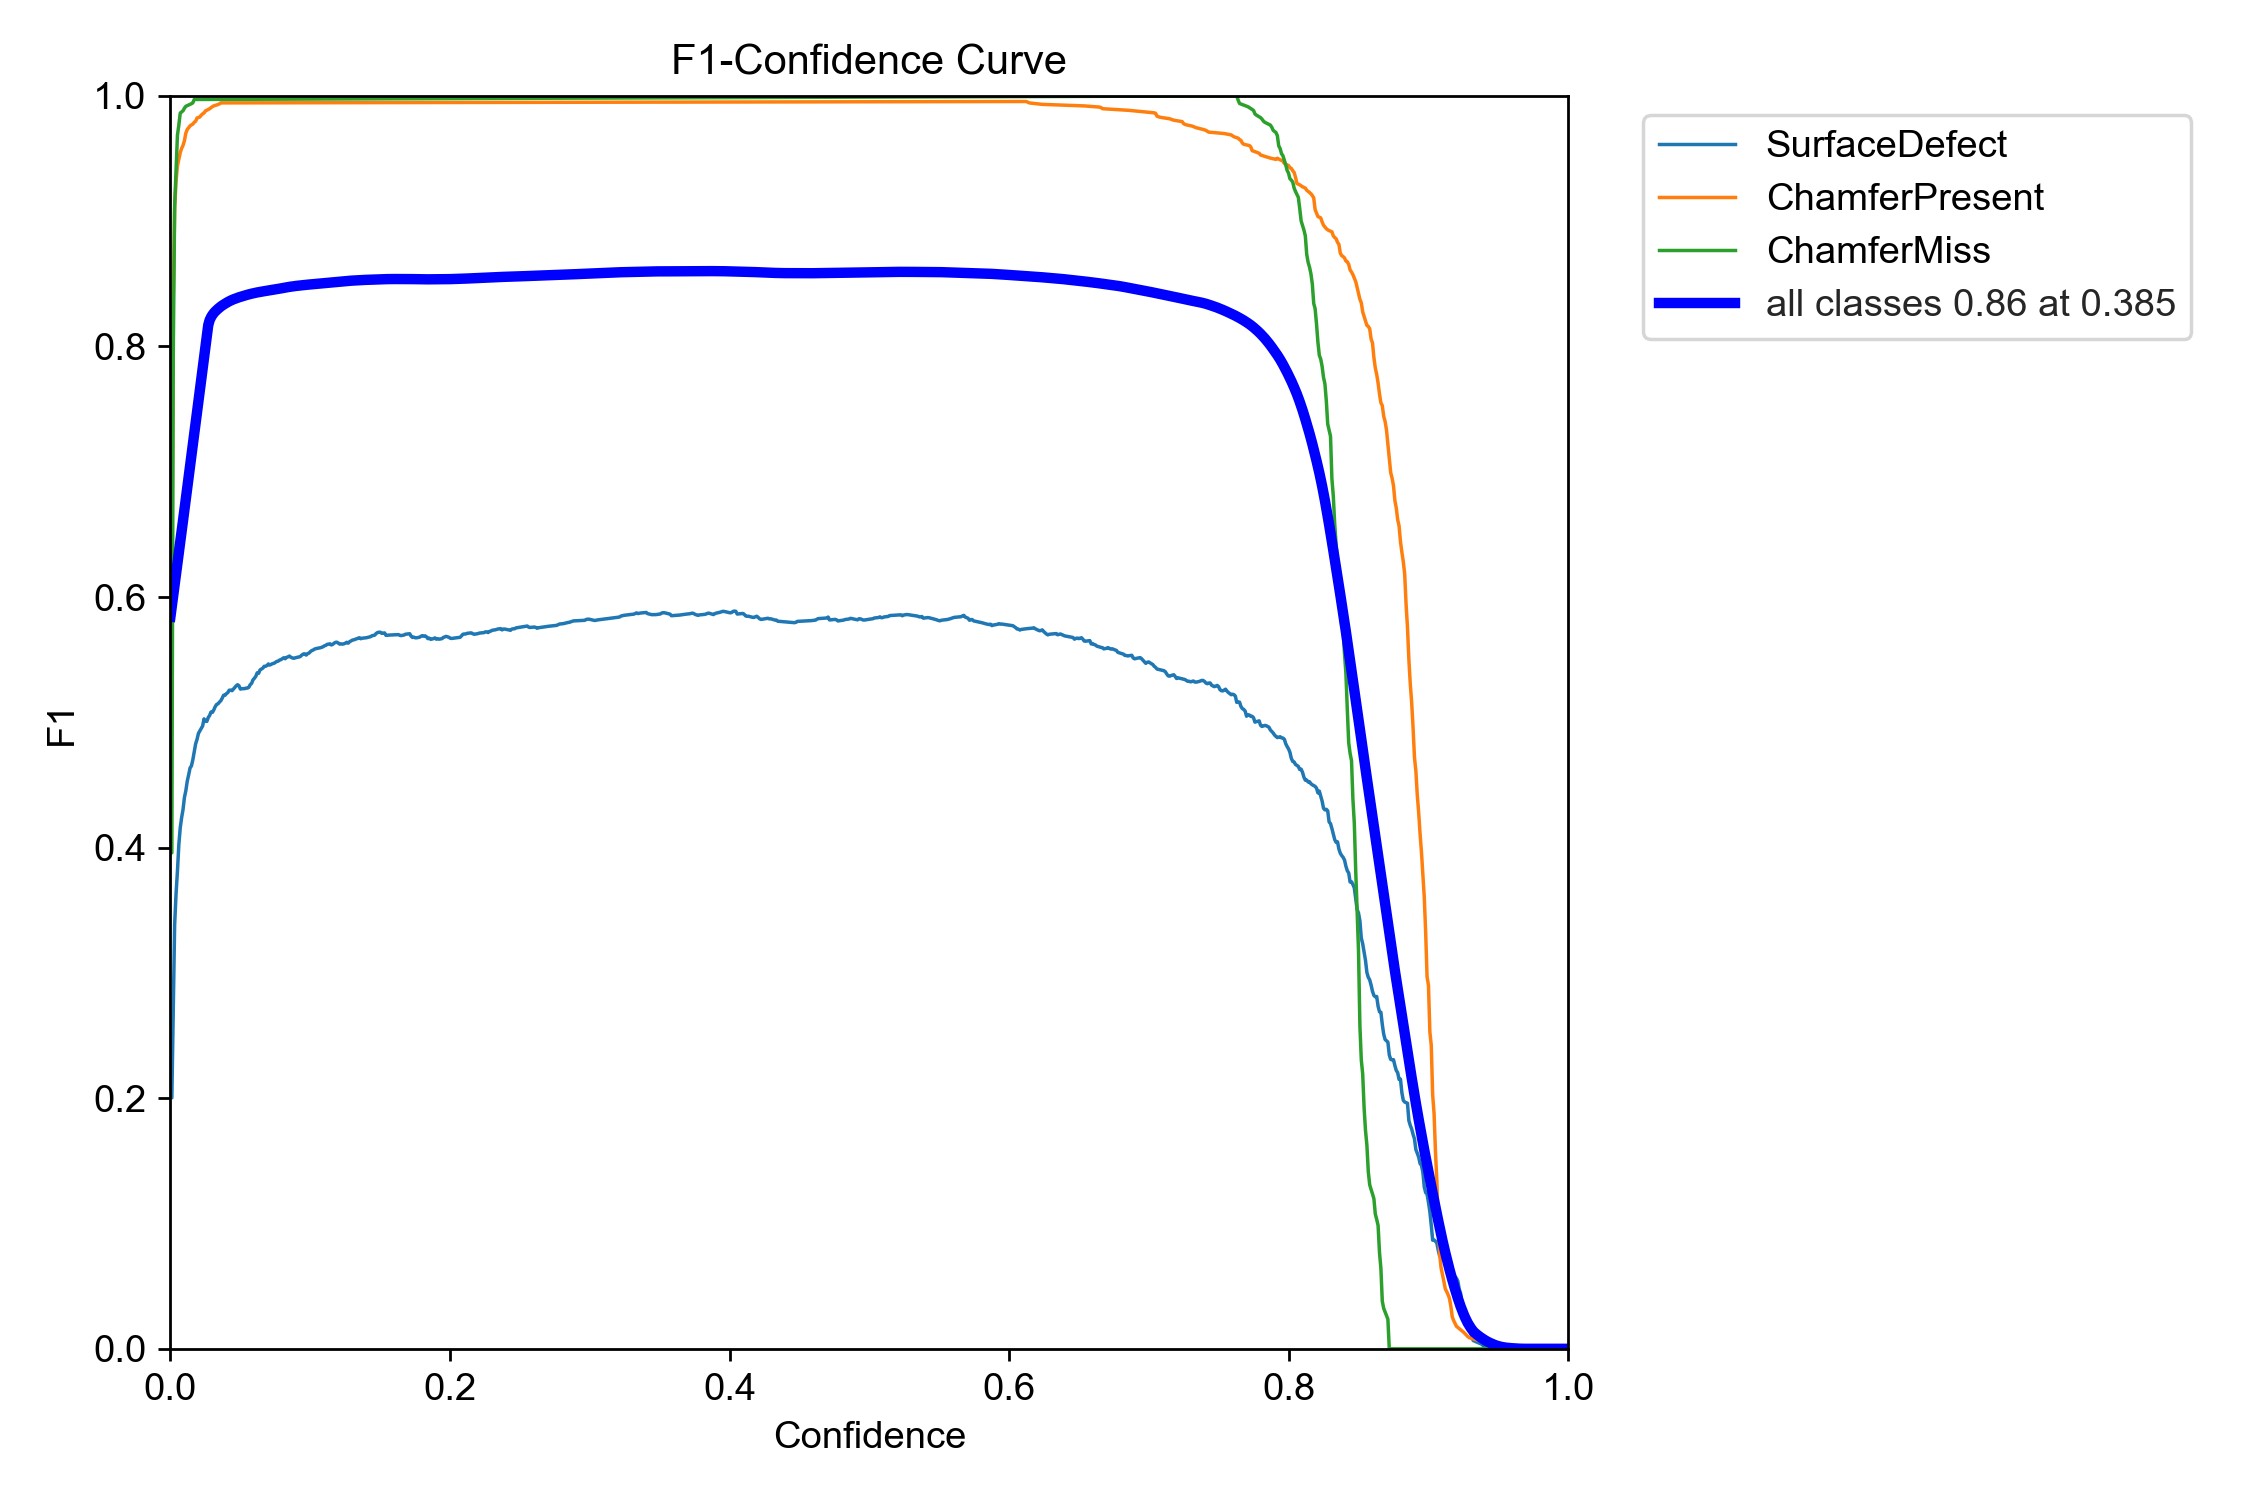 F1-Confidence Curve
1.0
0.8
0.6
0.4
0.2
0.0
F1
0.0 0.2 0.4 0.6 0.8 1.0
Confidence
SurfaceDefect
ChamferPresent
ChamferMiss
all classes 0.86 at 0.385